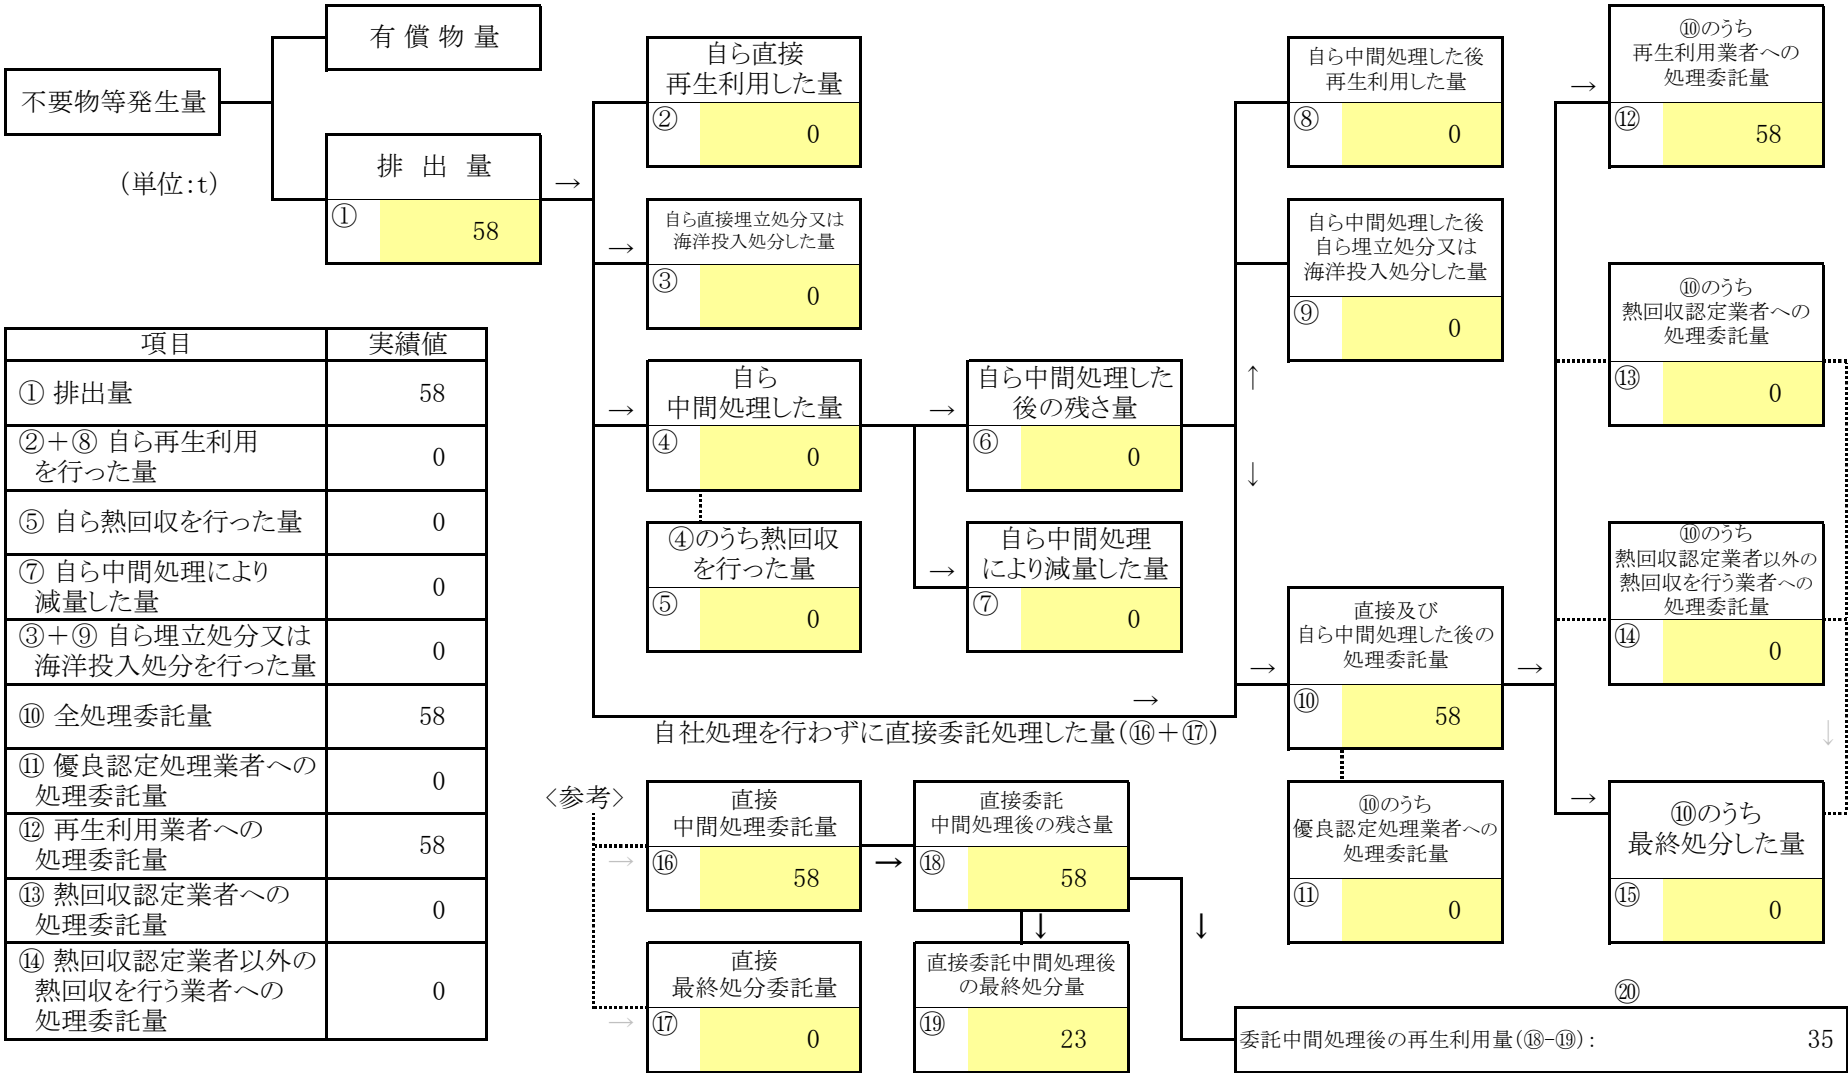 有 償 物 量
不要物等発生量
(単位:t)
排 出 量
→
①
58
自ら直接
再生利用した量
②
0
自ら直接埋立処分又は
海洋投入処分した量
→
③
0
自ら
中間処理した量
→
④
0
④のうち熱回収
を行った量
⑤
0
自ら中間処理した
後の残さ量
→
⑥
0
自ら中間処理
により減量した量
→
⑦
0
自ら中間処理した後
再生利用した量
⑧
0
自ら中間処理した後
自ら埋立処分又は
海洋投入処分した量
⑨
0
↑
↓
直接及び
自ら中間処理した後の
処理委託量
→
⑩
58
→
→
自社処理を行わずに直接委託処理した量(⑯+⑰)
⑩のうち
優良認定処理業者への
処理委託量
⑪
0
⑩のうち
再生利用業者への
処理委託量
→
⑫
58
⑩のうち
熱回収認定業者への
処理委託量
⑬
0
⑩のうち
熱回収認定業者以外の
熱回収を行う業者への
処理委託量
⑭
0
↓
⑩のうち
最終処分した量
→
⑮
0
項目 実績値
① 排出量 58
②+⑧ 自ら再生利用
を行った量 0
⑤ 自ら熱回収を行った量 0
⑦ 自ら中間処理により
減量した量 0
③+⑨ 自ら埋立処分又は
海洋投入処分を行った量 0
⑩ 全処理委託量 58
⑪ 優良認定処理業者への
処理委託量 0
⑫ 再生利用業者への
処理委託量 58
⑬ 熱回収認定業者への
処理委託量 0
⑭ 熱回収認定業者以外の
熱回収を行う業者への
処理委託量 0
〈参考〉
直接
中間処理委託量
→
⑯
58
直接
最終処分委託量
→
⑰
0
直接委託
中間処理後の残さ量
→
⑱
58
↓
↓
直接委託中間処理後
の最終処分量
⑲
23
⑳
委託中間処理後の再生利用量(⑱-⑲): 35